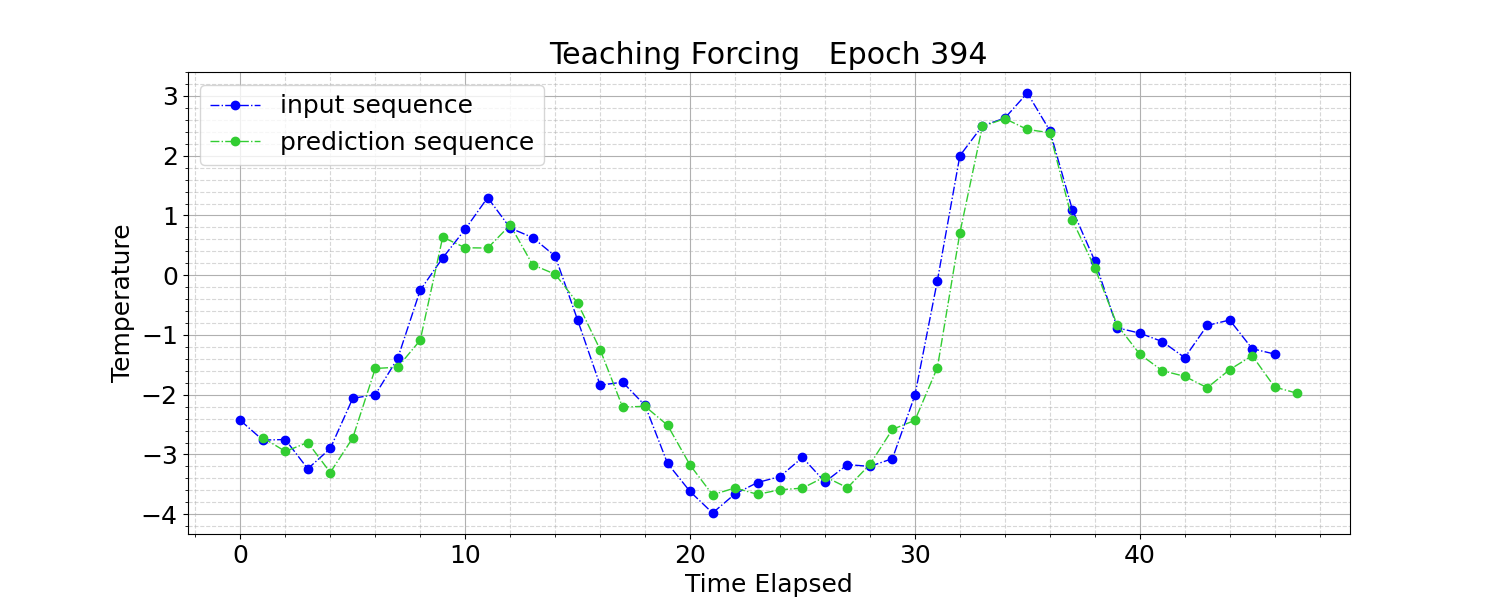 Teaching Forcing   Epoch 394
input sequence
prediction sequence
Temperature
3
2
1
0
−1
−2
−3
−4
0 10 20 30 40
Time Elapsed